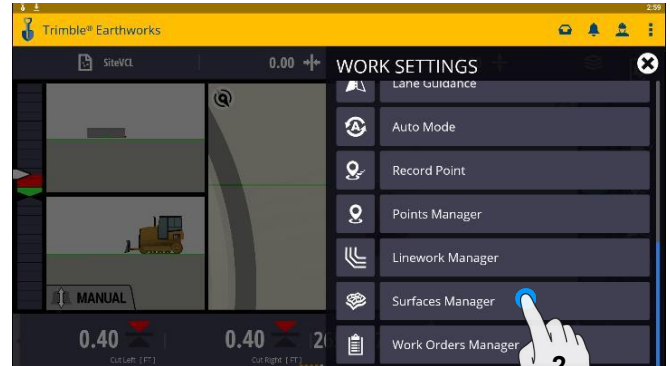 2:59
Trimble® Earthworks
SiteVCL
0.00
WORK SETTINGS
Lane Guidance
Auto Mode
Record Point
Points Manager
Linework Manager
Surfaces Manager
MANUAL
Work Orders Manager
0.40
0.40
Cut Left [FT]
Cut Right [FT]
2